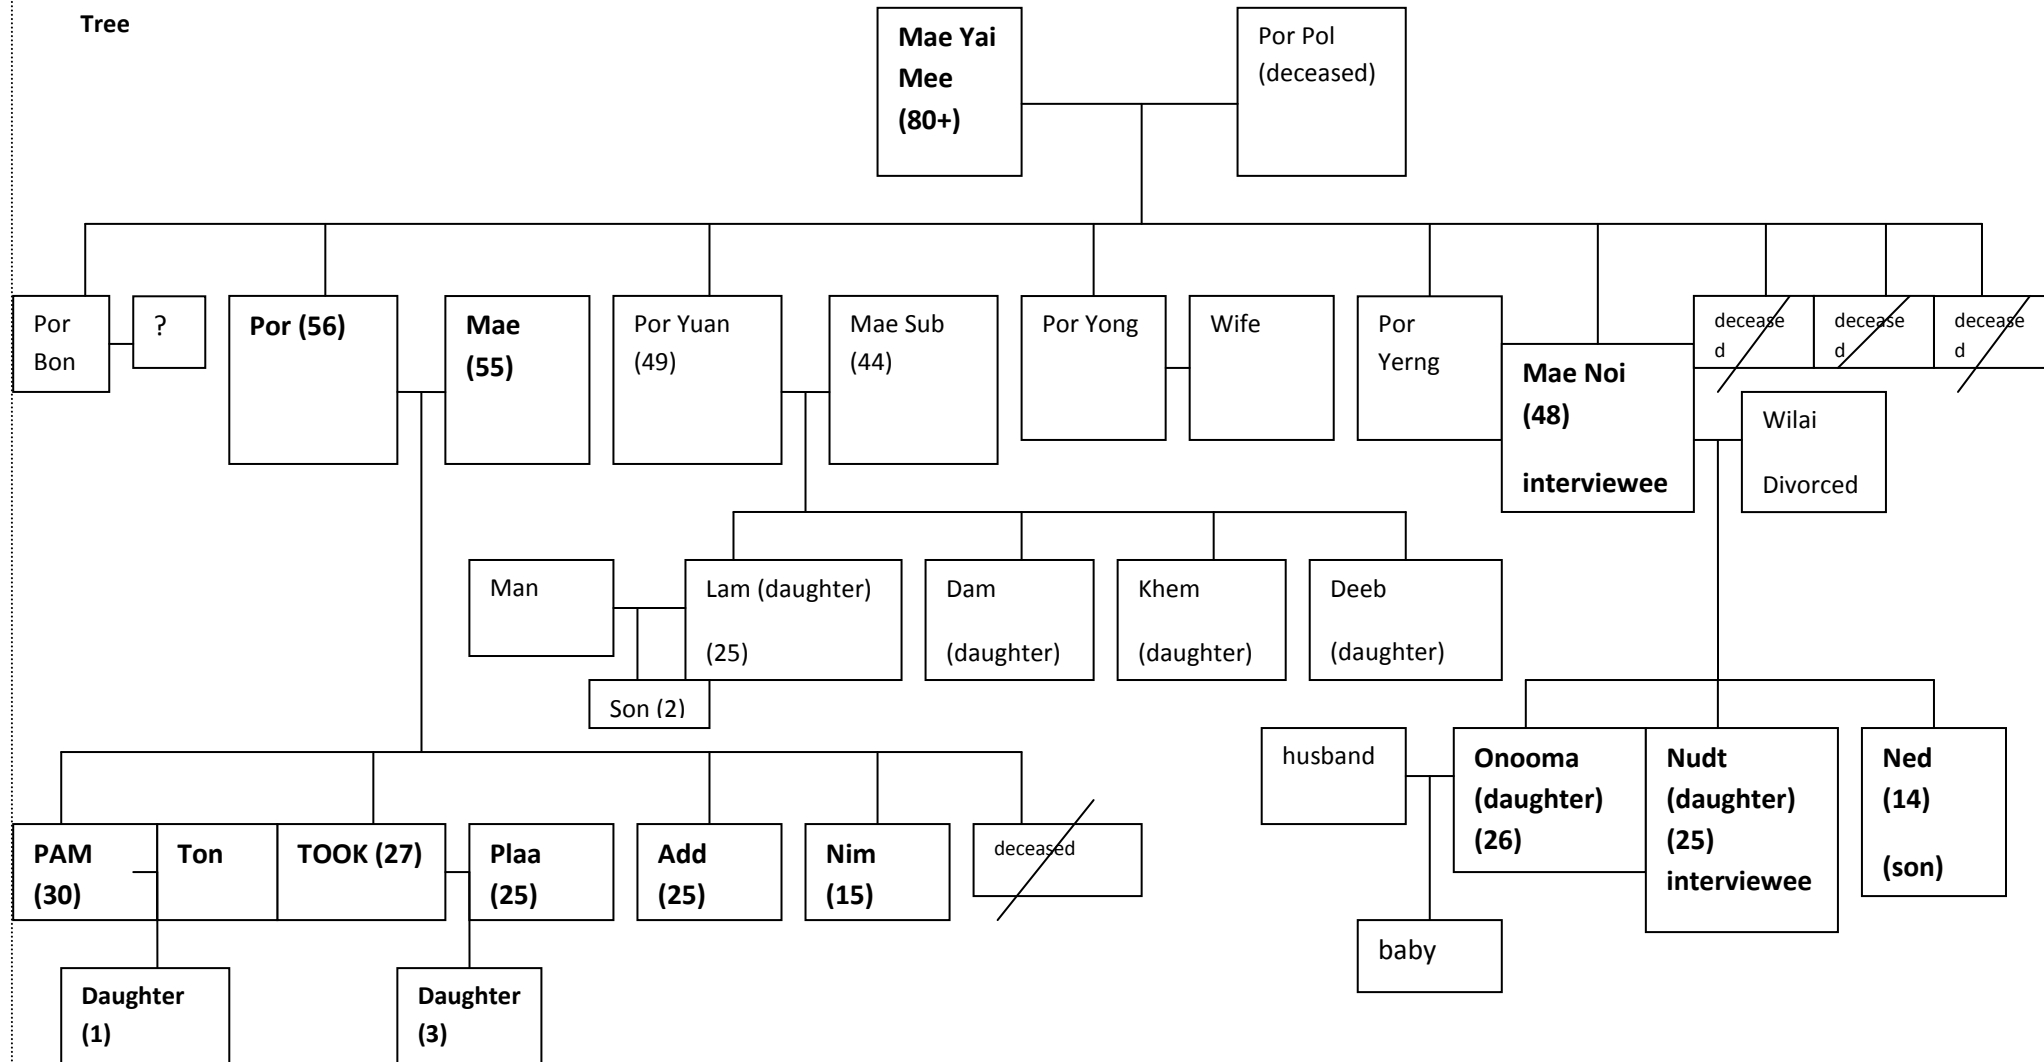 Tree
Mae Yai
Mee
(80+)
Por Pol
(deceased)
Por
Bon
?
Por (56)
Mae
(55)
Por Yuan
(49)
Mae Sub
(44)
Por Yong
Wife
Por
Yerng
Mae Noi
(48)
interviewee
decease
d
decease
d
decease
d
Wilai
Divorced
Man
Lam (daughter)
(25)
Dam
(daughter)
Khem
(daughter)
Deeb
(daughter)
Son (2)
husband
Onooma
(daughter)
(26)
Nudt
(daughter)
(25)
interviewee
Ned
(14)
(son)
PAM
(30)
Ton
TOOK (27)
Plaa
(25)
Add
(25)
Nim
(15)
deceased
baby
Daughter
(1)
Daughter
(3)